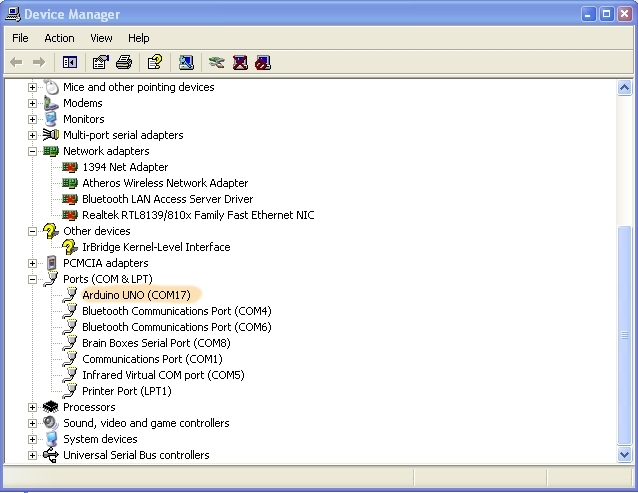 Device Manager
File Action View Help
Mice and other pointing devices
Modems
Monitors
Multi-port serial adapters
Network adapters
1394 Net Adapter
Atheros Wireless Network Adapter
Bluetooth LAN Access Server Driver
Realtek RTL8139/810x Family Fast Ethernet NIC
Other devices
IrBridge Kernel-Level Interface
PCMCIA adapters
Ports (COM & LPT)
Arduino UNO (COM17)
Bluetooth Communications Port (COM4)
Bluetooth Communications Port (COM6)
Brain Boxes Serial Port (COM8)
Communications Port (COM1)
Infrared Virtual COM port (COM5)
Printer Port (LPT1)
Processors
Sound, video and game controllers
System devices
Universal Serial Bus controllers